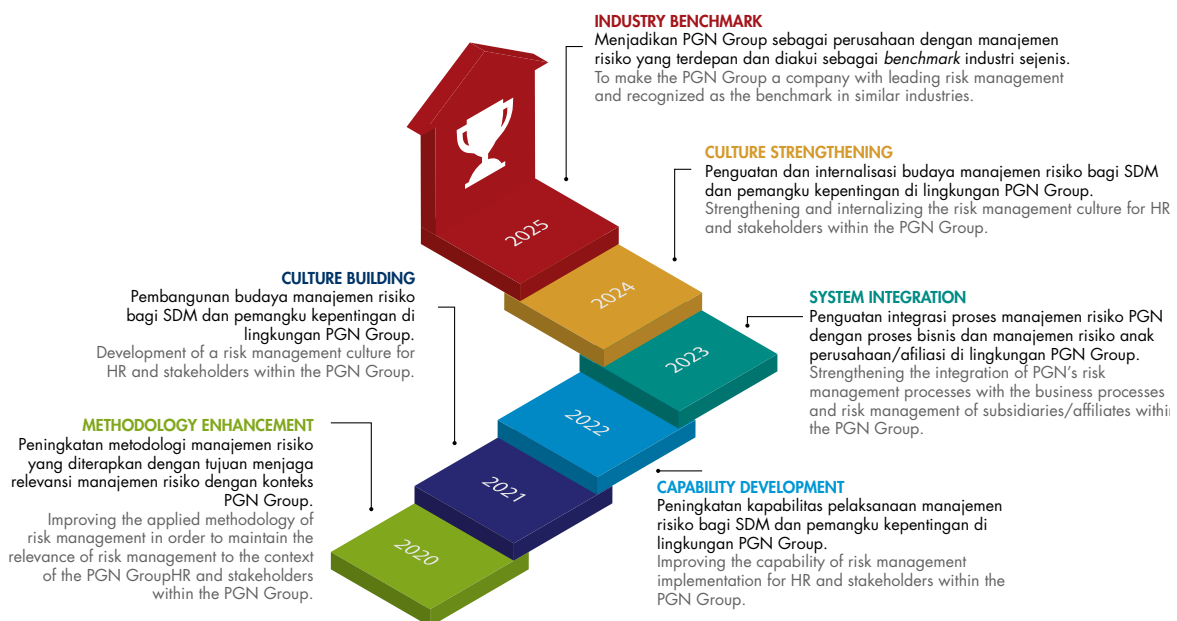 INDUSTRY BENCHMARK
Menjadikan PGN Group sebagai perusahaan dengan manajemen
risiko yang terdepan dan diakui sebagai benchmark industri sejenis.
To make the PGN Group a company with leading risk management
and recognized as the benchmark in similar industries.
2025
CULTURE STRENGTHENING
Penguatan dan internalisasi budaya manajemen risiko bagi SDM
dan pemangku kepentingan di lingkungan PGN Group.
Strengthening and internalizing the risk management culture for HR
and stakeholders within the PGN Group.
2024
SYSTEM INTEGRATION
Penguatan integrasi proses manajemen risiko PGN
dengan proses bisnis dan manajemen risiko anak
perusahaan/afiliasi di lingkungan PGN Group.
Strengthening the integration of PGN's risk
management processes with the business processes
and risk management of subsidiaries/affiliates withi
the PGN Group.
2023
CULTURE BUILDING
Pembangunan budaya manajemen risiko
bagi SDM dan pemangku kepentingan di
lingkungan PGN Group.
Development of a risk management culture for
HR and stakeholders within the PGN Group.
2022
CAPABILITY DEVELOPMENT
Peningkatan kapabilitas pelaksanaan manajemen
risiko bagi SDM dan pemangku kepentingan di
lingkungan PGN Group.
Improving the capability of risk management
implementation for HR and stakeholders within the
PGN Group.
2021
METHODOLOGY ENHANCEMENT
Peningkatan metodologi manajemen risiko
yang diterapkan dengan tujuan menjaga
relevansi manajemen risiko dengan konteks
PGN Group.
Improving the applied methodology of
risk management in order to maintain the
relevance of risk management to the context
of the PGN GroupHR and stakeholders
within the PGN Group.
2020